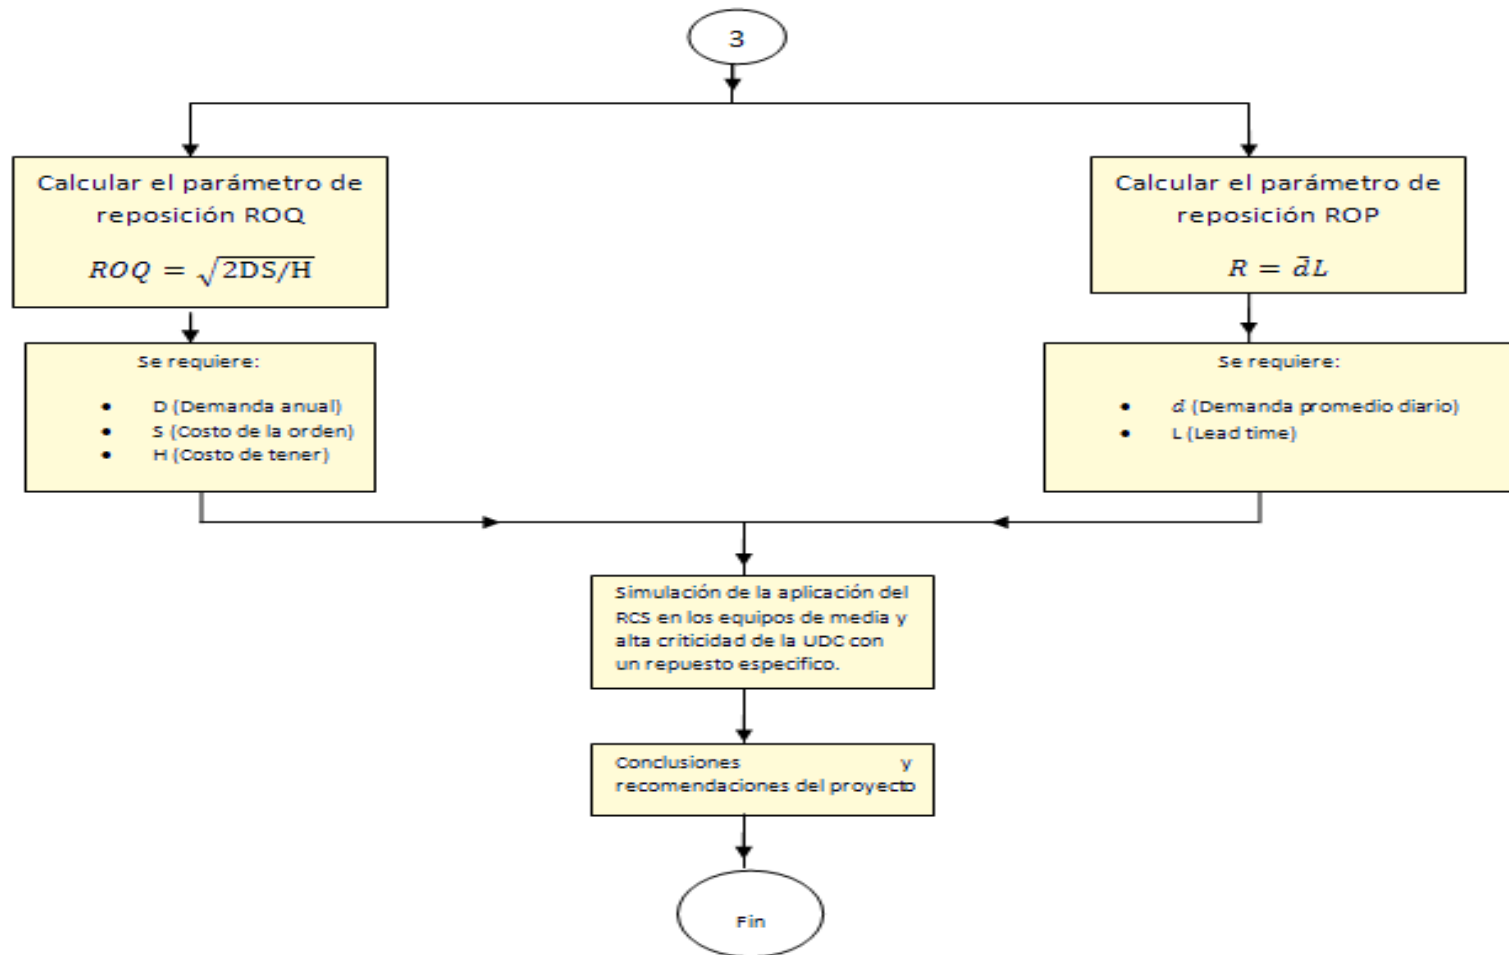 3
Calcular el parámetro de
reposición ROQ
ROQ = √2DS/H
Calcular el parámetro de
reposición ROP
R = d̄L
Se requiere:
• D (Demanda anual)
• S (Costo de la orden)
• H (Costo de tener)
Se requiere:
• d (Demanda promedio diario)
• L (Lead time)
Simulación de la aplicación del
RCS en los equipos de media y
alta criticidad de la UDC con
un repuesto especifico.
Conclusiones y
recomendaciones del proyecto
Fin